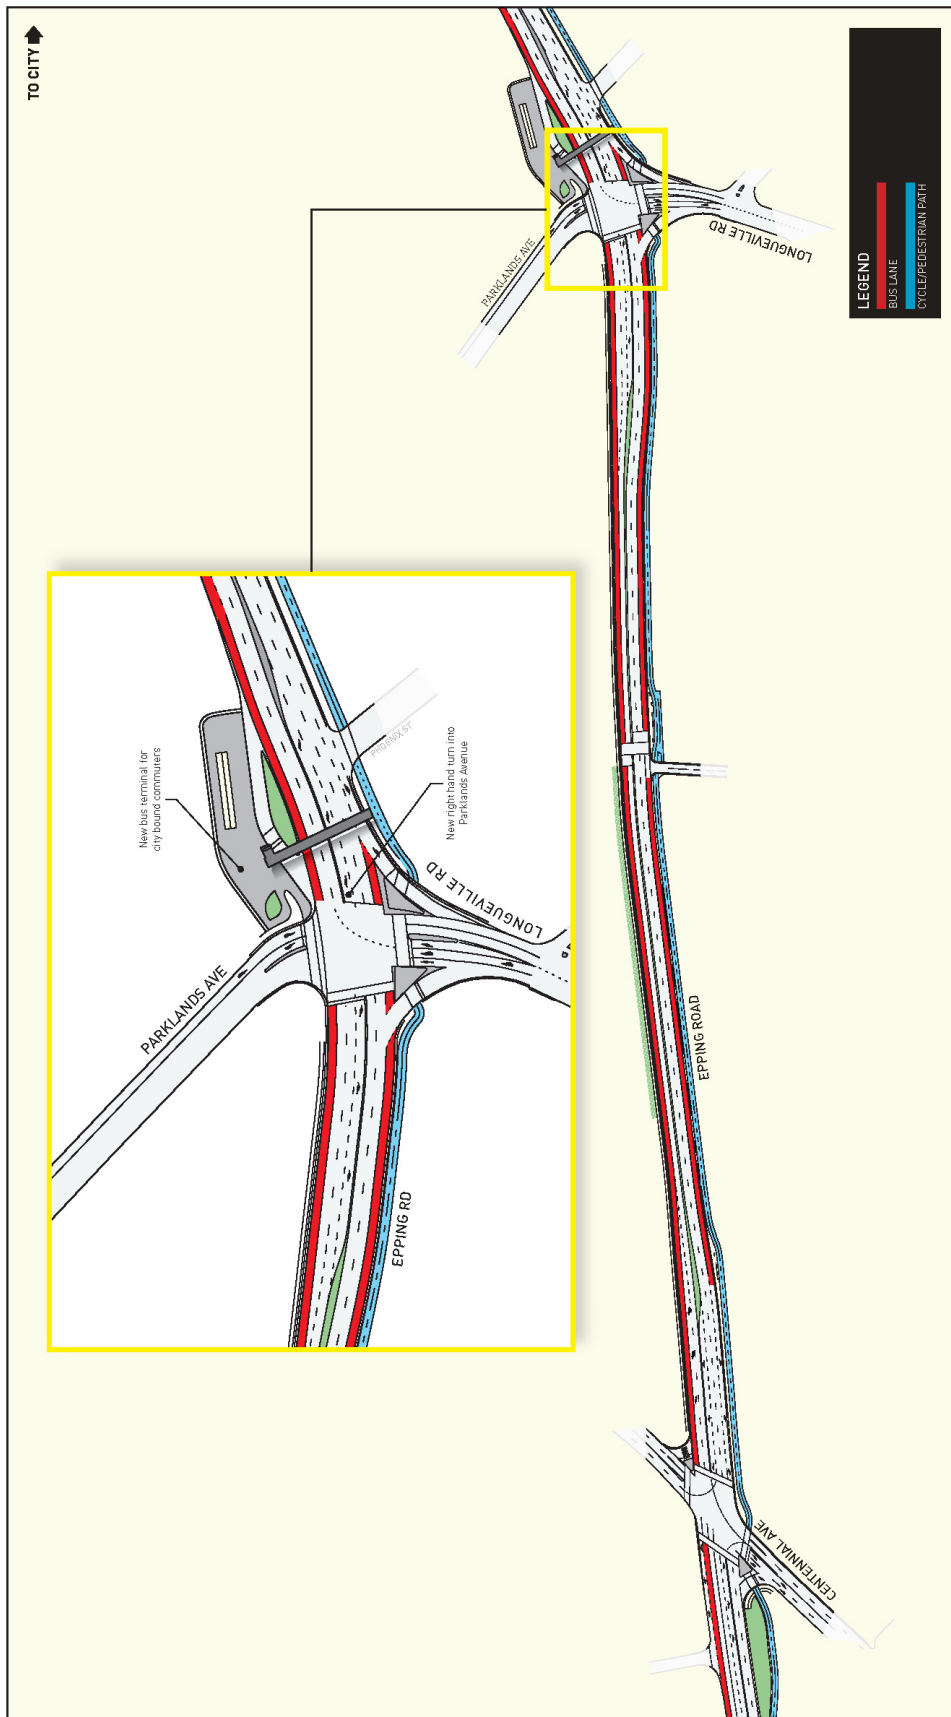 TO CITY
PARKLANDS AVE
LONGUEVILLE RD
LEGEND
BUS LANE
CYCLE/PEDESTRIAN PATH
New bus terminal for
city bound commuters
PHOENIX ST
New right hand turn into
Parklands Avenue
LONGUEVILLE RD
PARKLANDS AVE
EPPING RD
EPPING ROAD
CENTENNIAL AVE